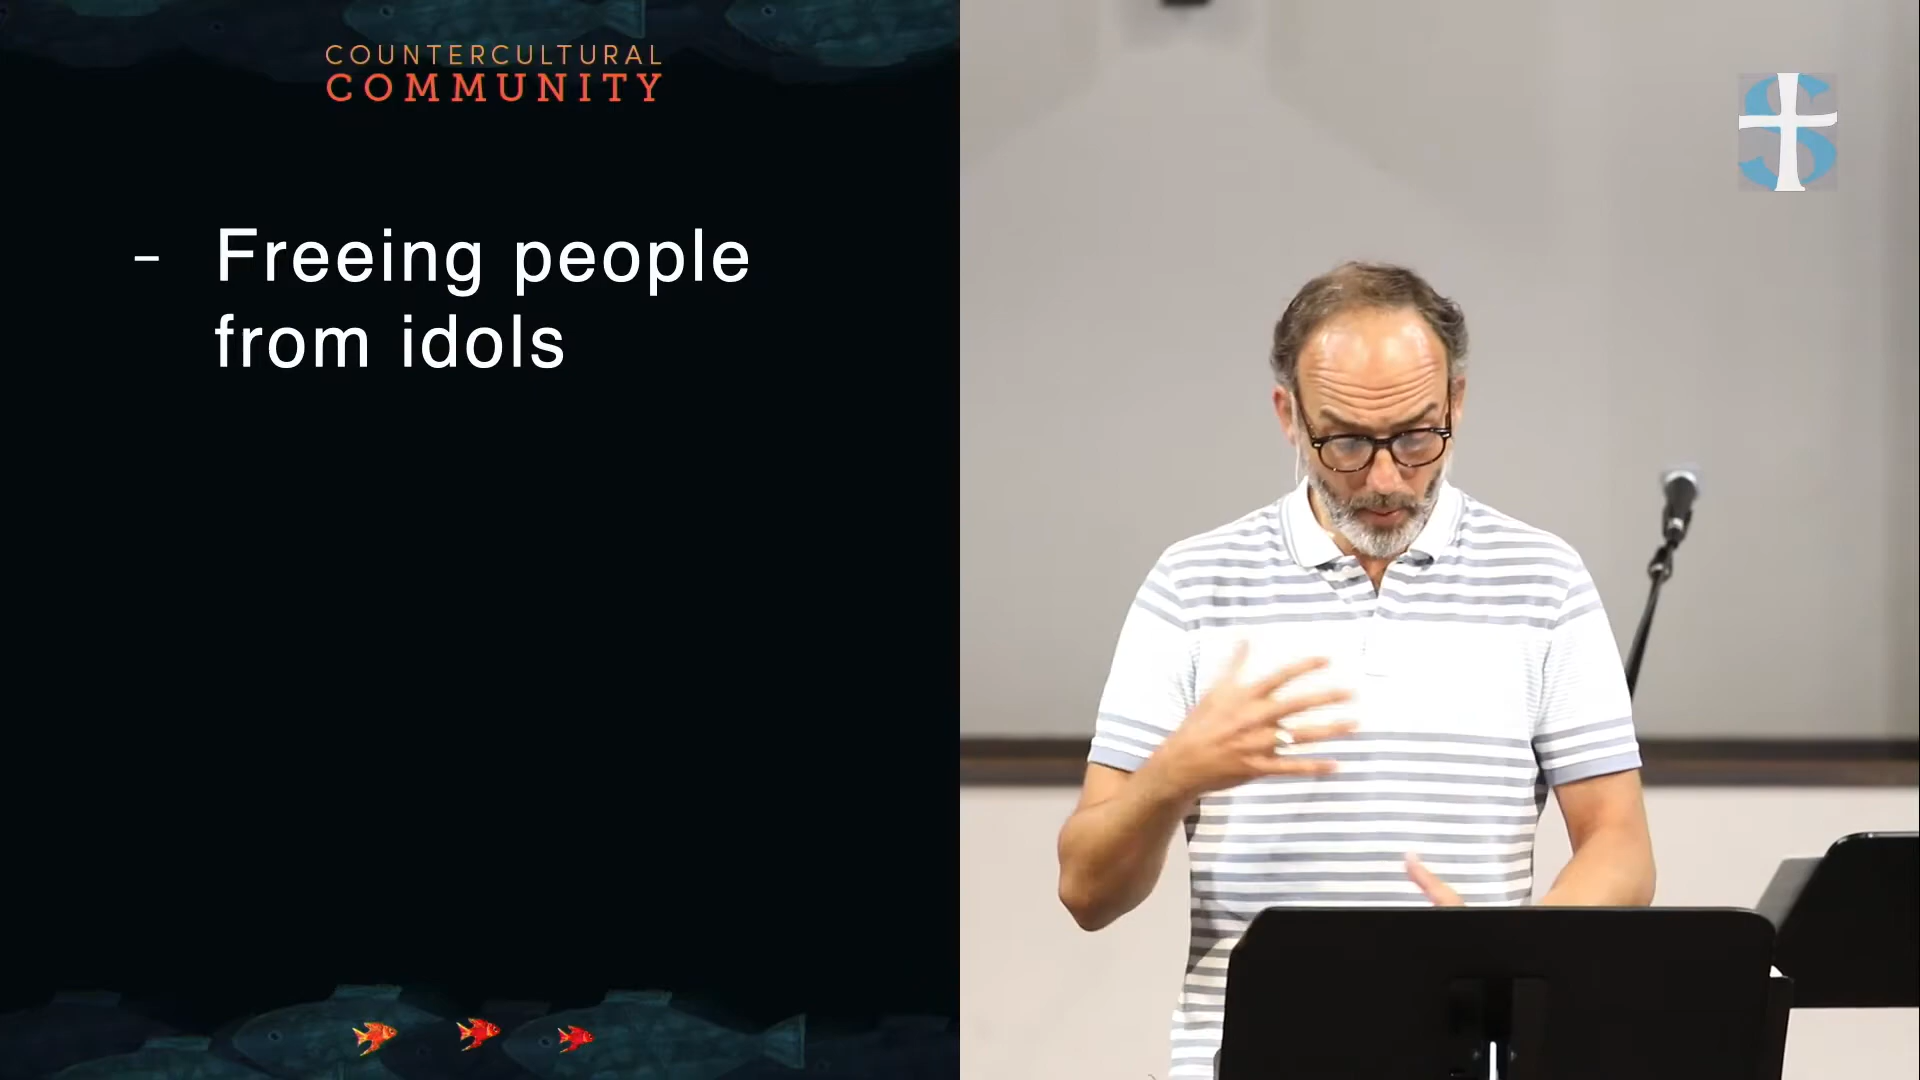 COUNTERCULTURAL
COMMUNITY
- Freeing people
from idols
S